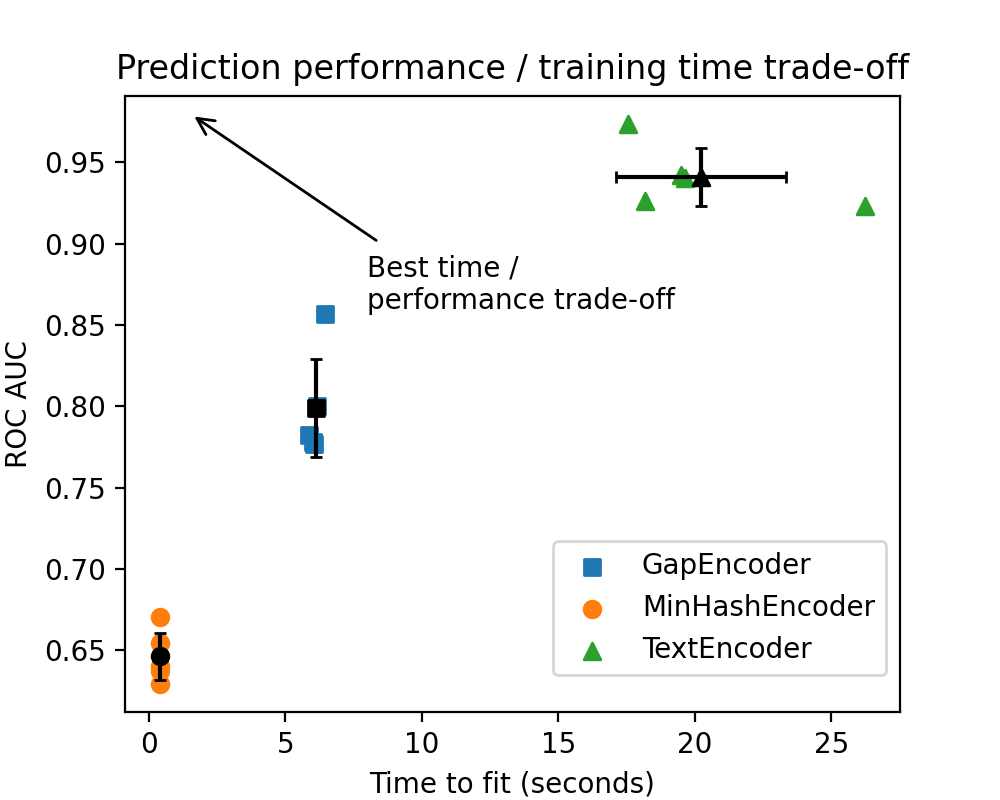 Prediction performance / training time trade-off
ROC AUC
0.95
0.90
0.85
0.80
0.75
0.70
0.65
Best time /
performance trade-off
GapEncoder
MinHashEncoder
TextEncoder
0
5
10
15
20
25
Time to fit (seconds)